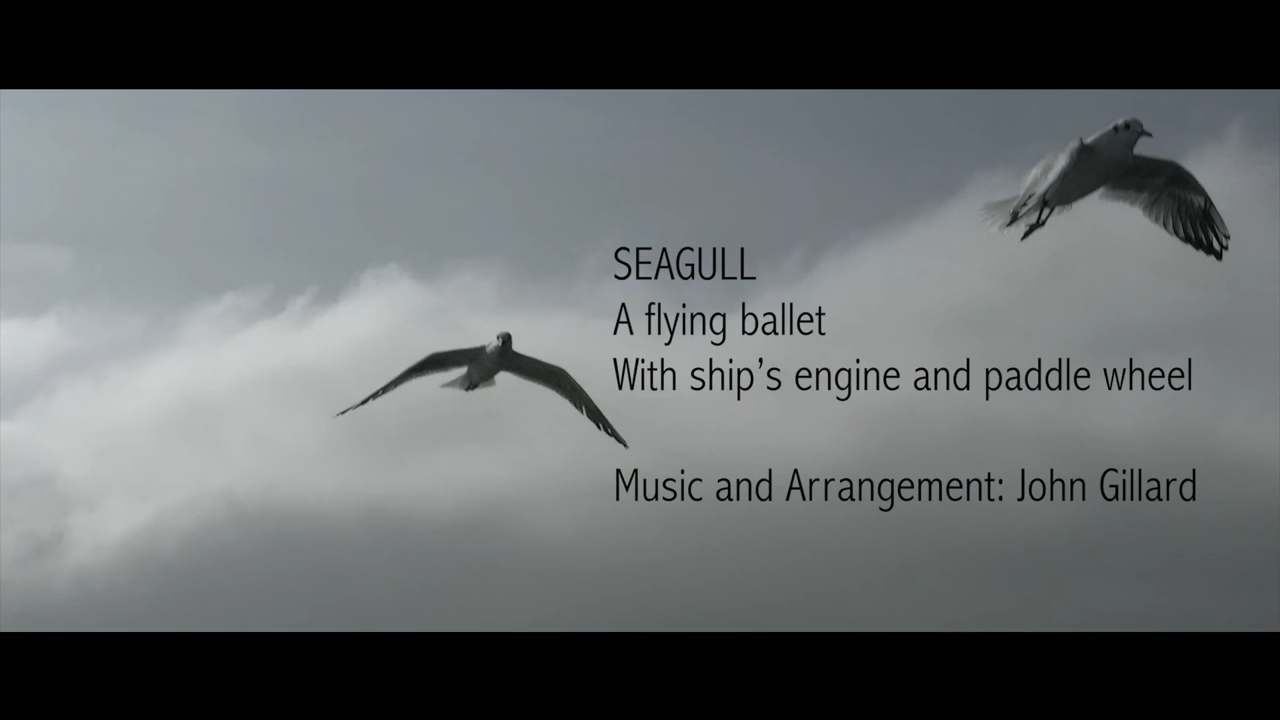 SEAGULL
A flying ballet
With ship’s engine and paddle wheel
Music and Arrangement: John Gillard